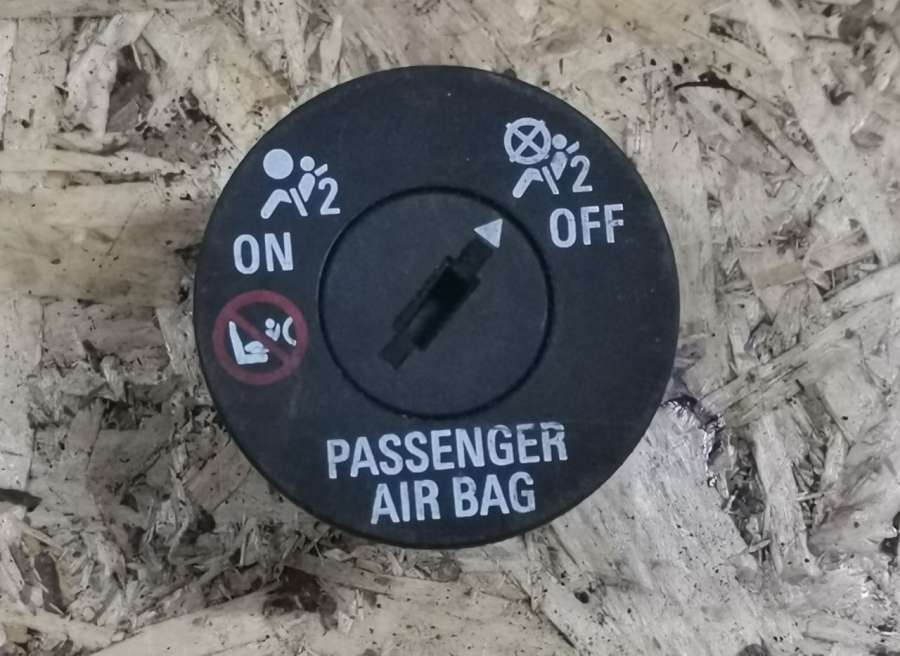 2
2
ON
OFF
PASSENGER
AIR BAG